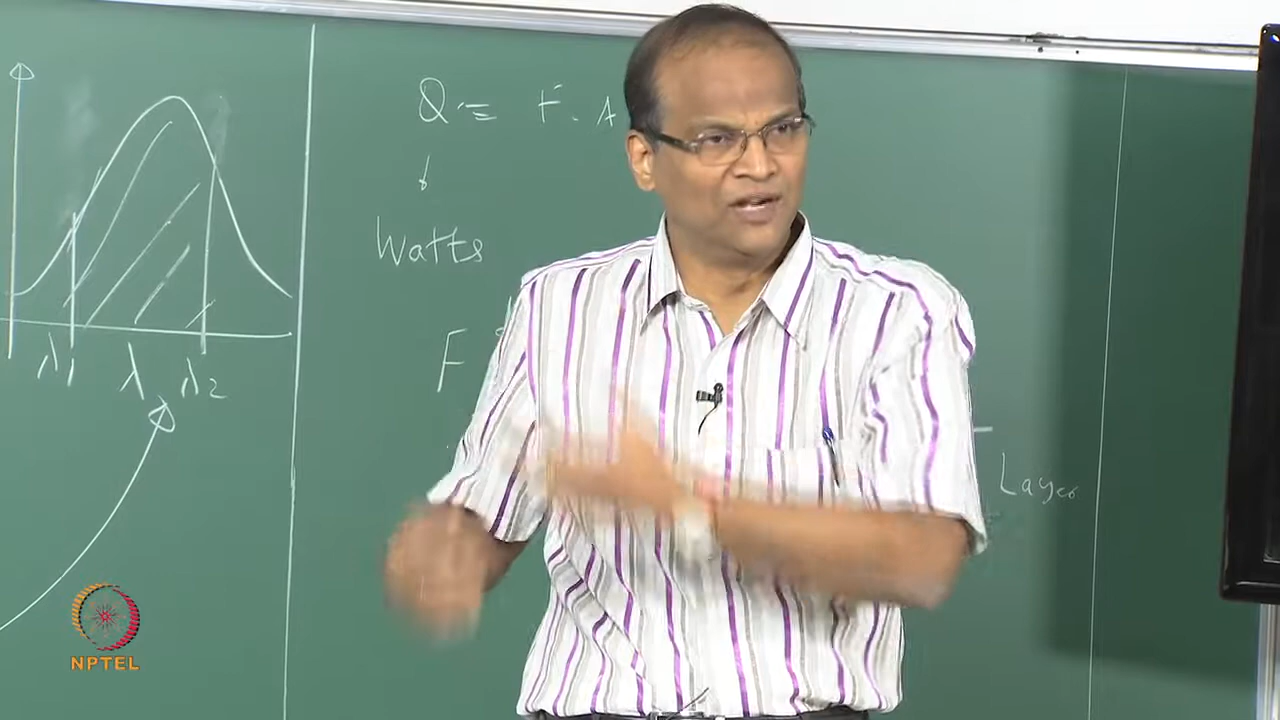 Q = F. A
Watts
F
λ1 λ λ2
Layer
NPTEL